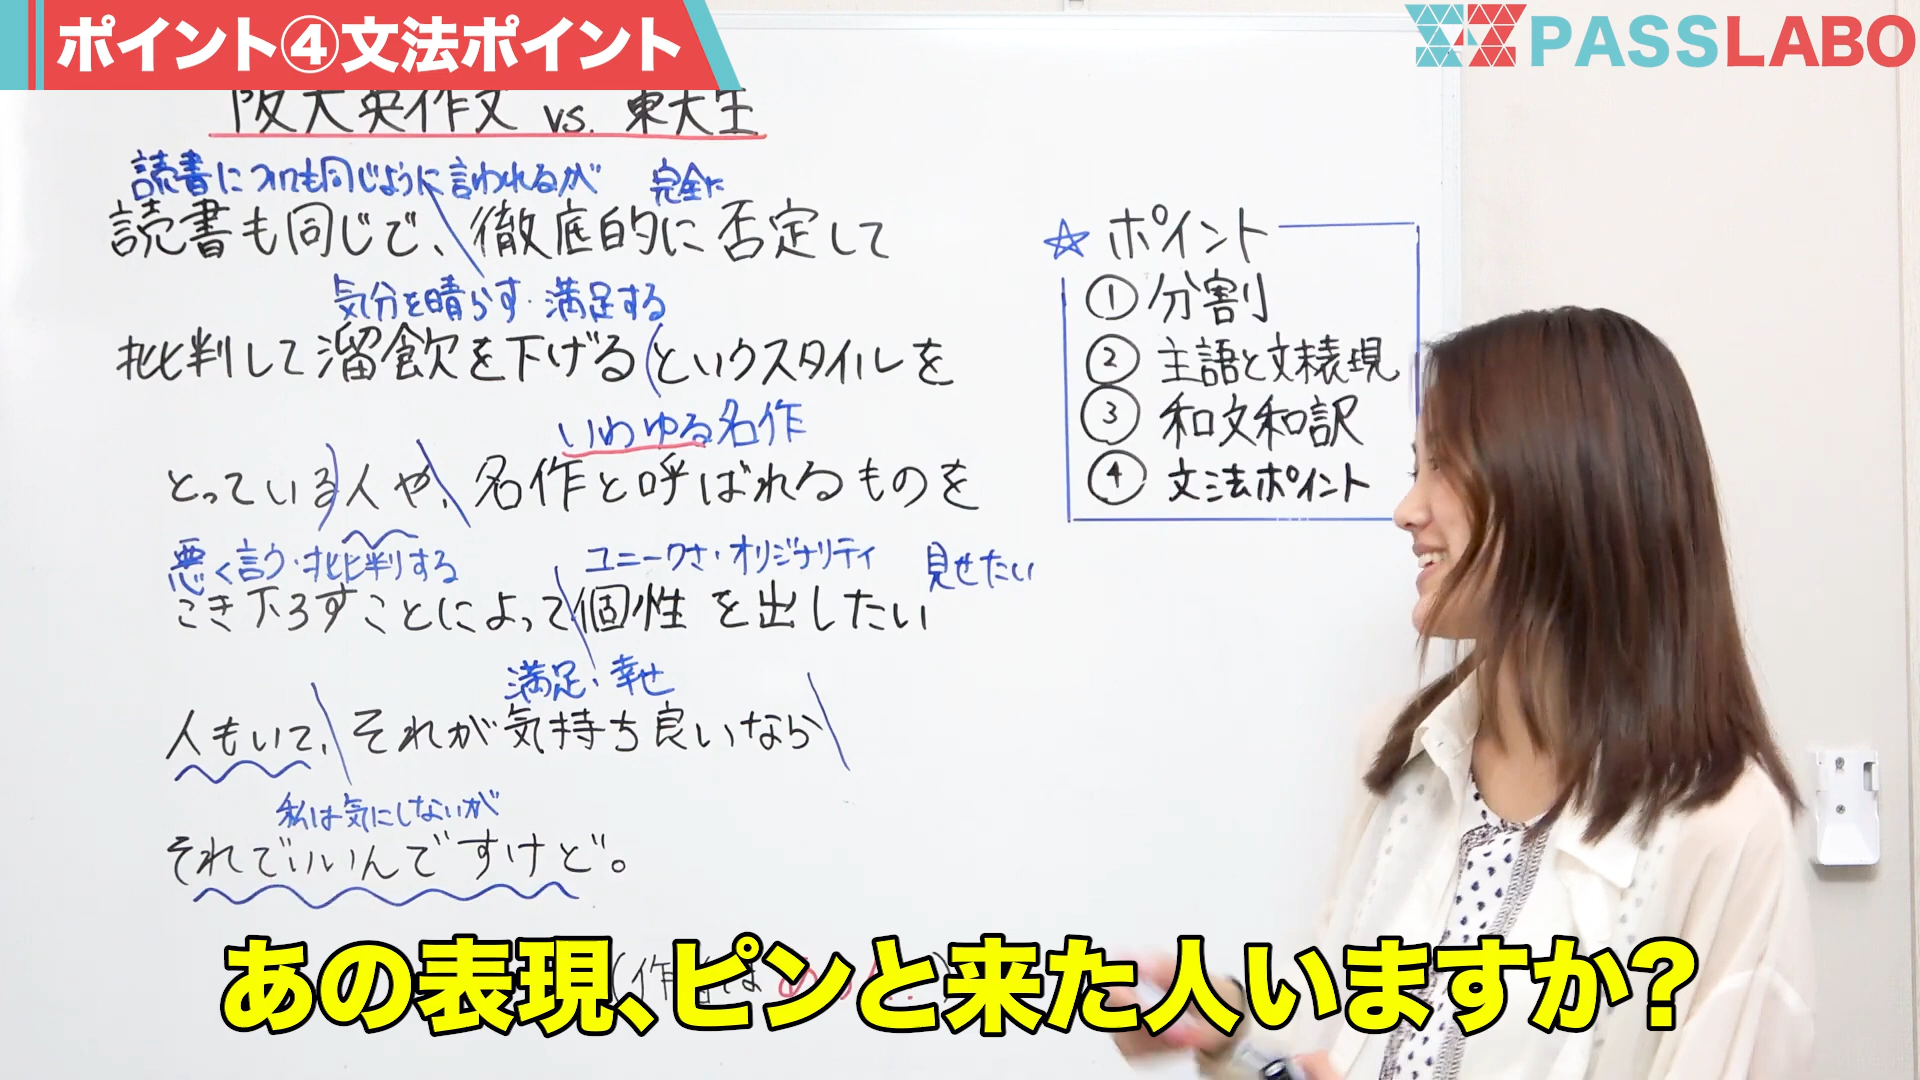 ポイント④文法ポイント
PASSLABO
阪大英作文 vs. 東大生
読書についても同じように言われるが 完全に
読書も同じで、徹底的に否定して
気分を晴らす・満足する
批判して溜飲を下げるというスタイルを
いわゆる名作
とっている人や、名作と呼ばれるものを
悪く言う・批判する ユニークさ・オリジナリティ 見せたい
こき下ろすことによって個性を出したい
満足・幸せ
人もいて、それが気持ち良いなら
私は気にしないが
それでいいんですけど。
☆ポイント
①分割
②主語と文末表現
③和文和訳
④文法ポイント
あの表現、ピンと来た人いますか?